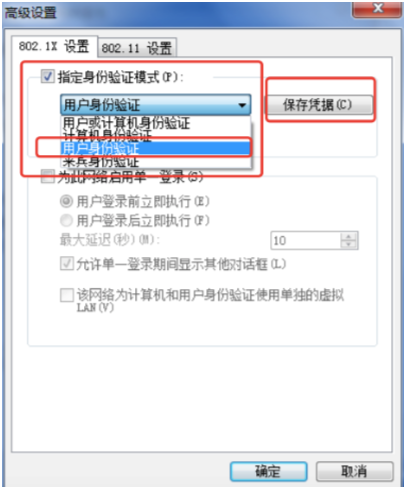 高级设置
802.1X 设置
802.11 设置
指定身份验证模式(P):
用户身份验证
保存凭据(C)
用户或计算机身份验证
计算机身份验证
用户身份验证
来宾身份验证
为此网络启用单一登录(S)
用户登录前立即执行(E)
用户登录后立即执行(F)
最大延迟(秒)(M):
10
允许单一登录期间显示其他对话框(L)
该网络为计算机和用户身份验证使用单独的虚拟
LAN(V)
确定
取消